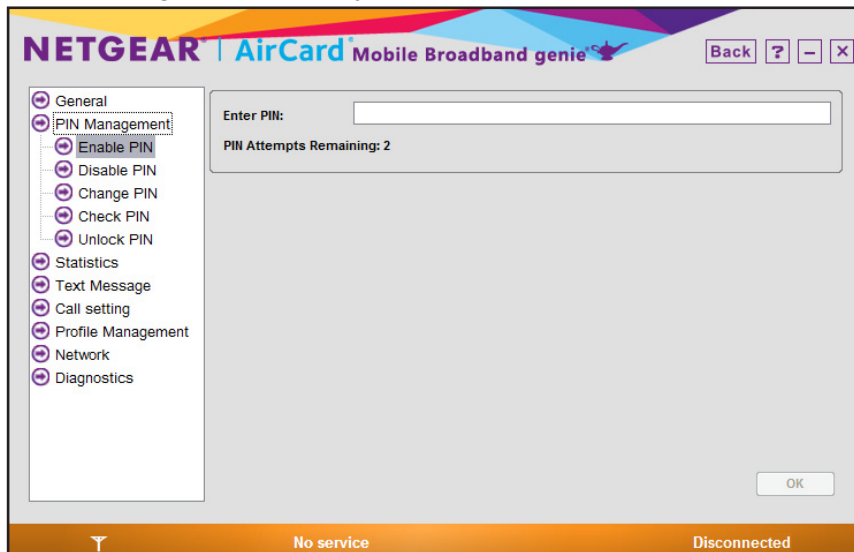 NETGEAR® | AirCard® Mobile Broadband genie®
Back ? – X
General
PIN Management
Enable PIN
Disable PIN
Change PIN
Check PIN
Unlock PIN
Statistics
Text Message
Call setting
Profile Management
Network
Diagnostics
Enter PIN:
PIN Attempts Remaining: 2
OK
No service
Disconnected